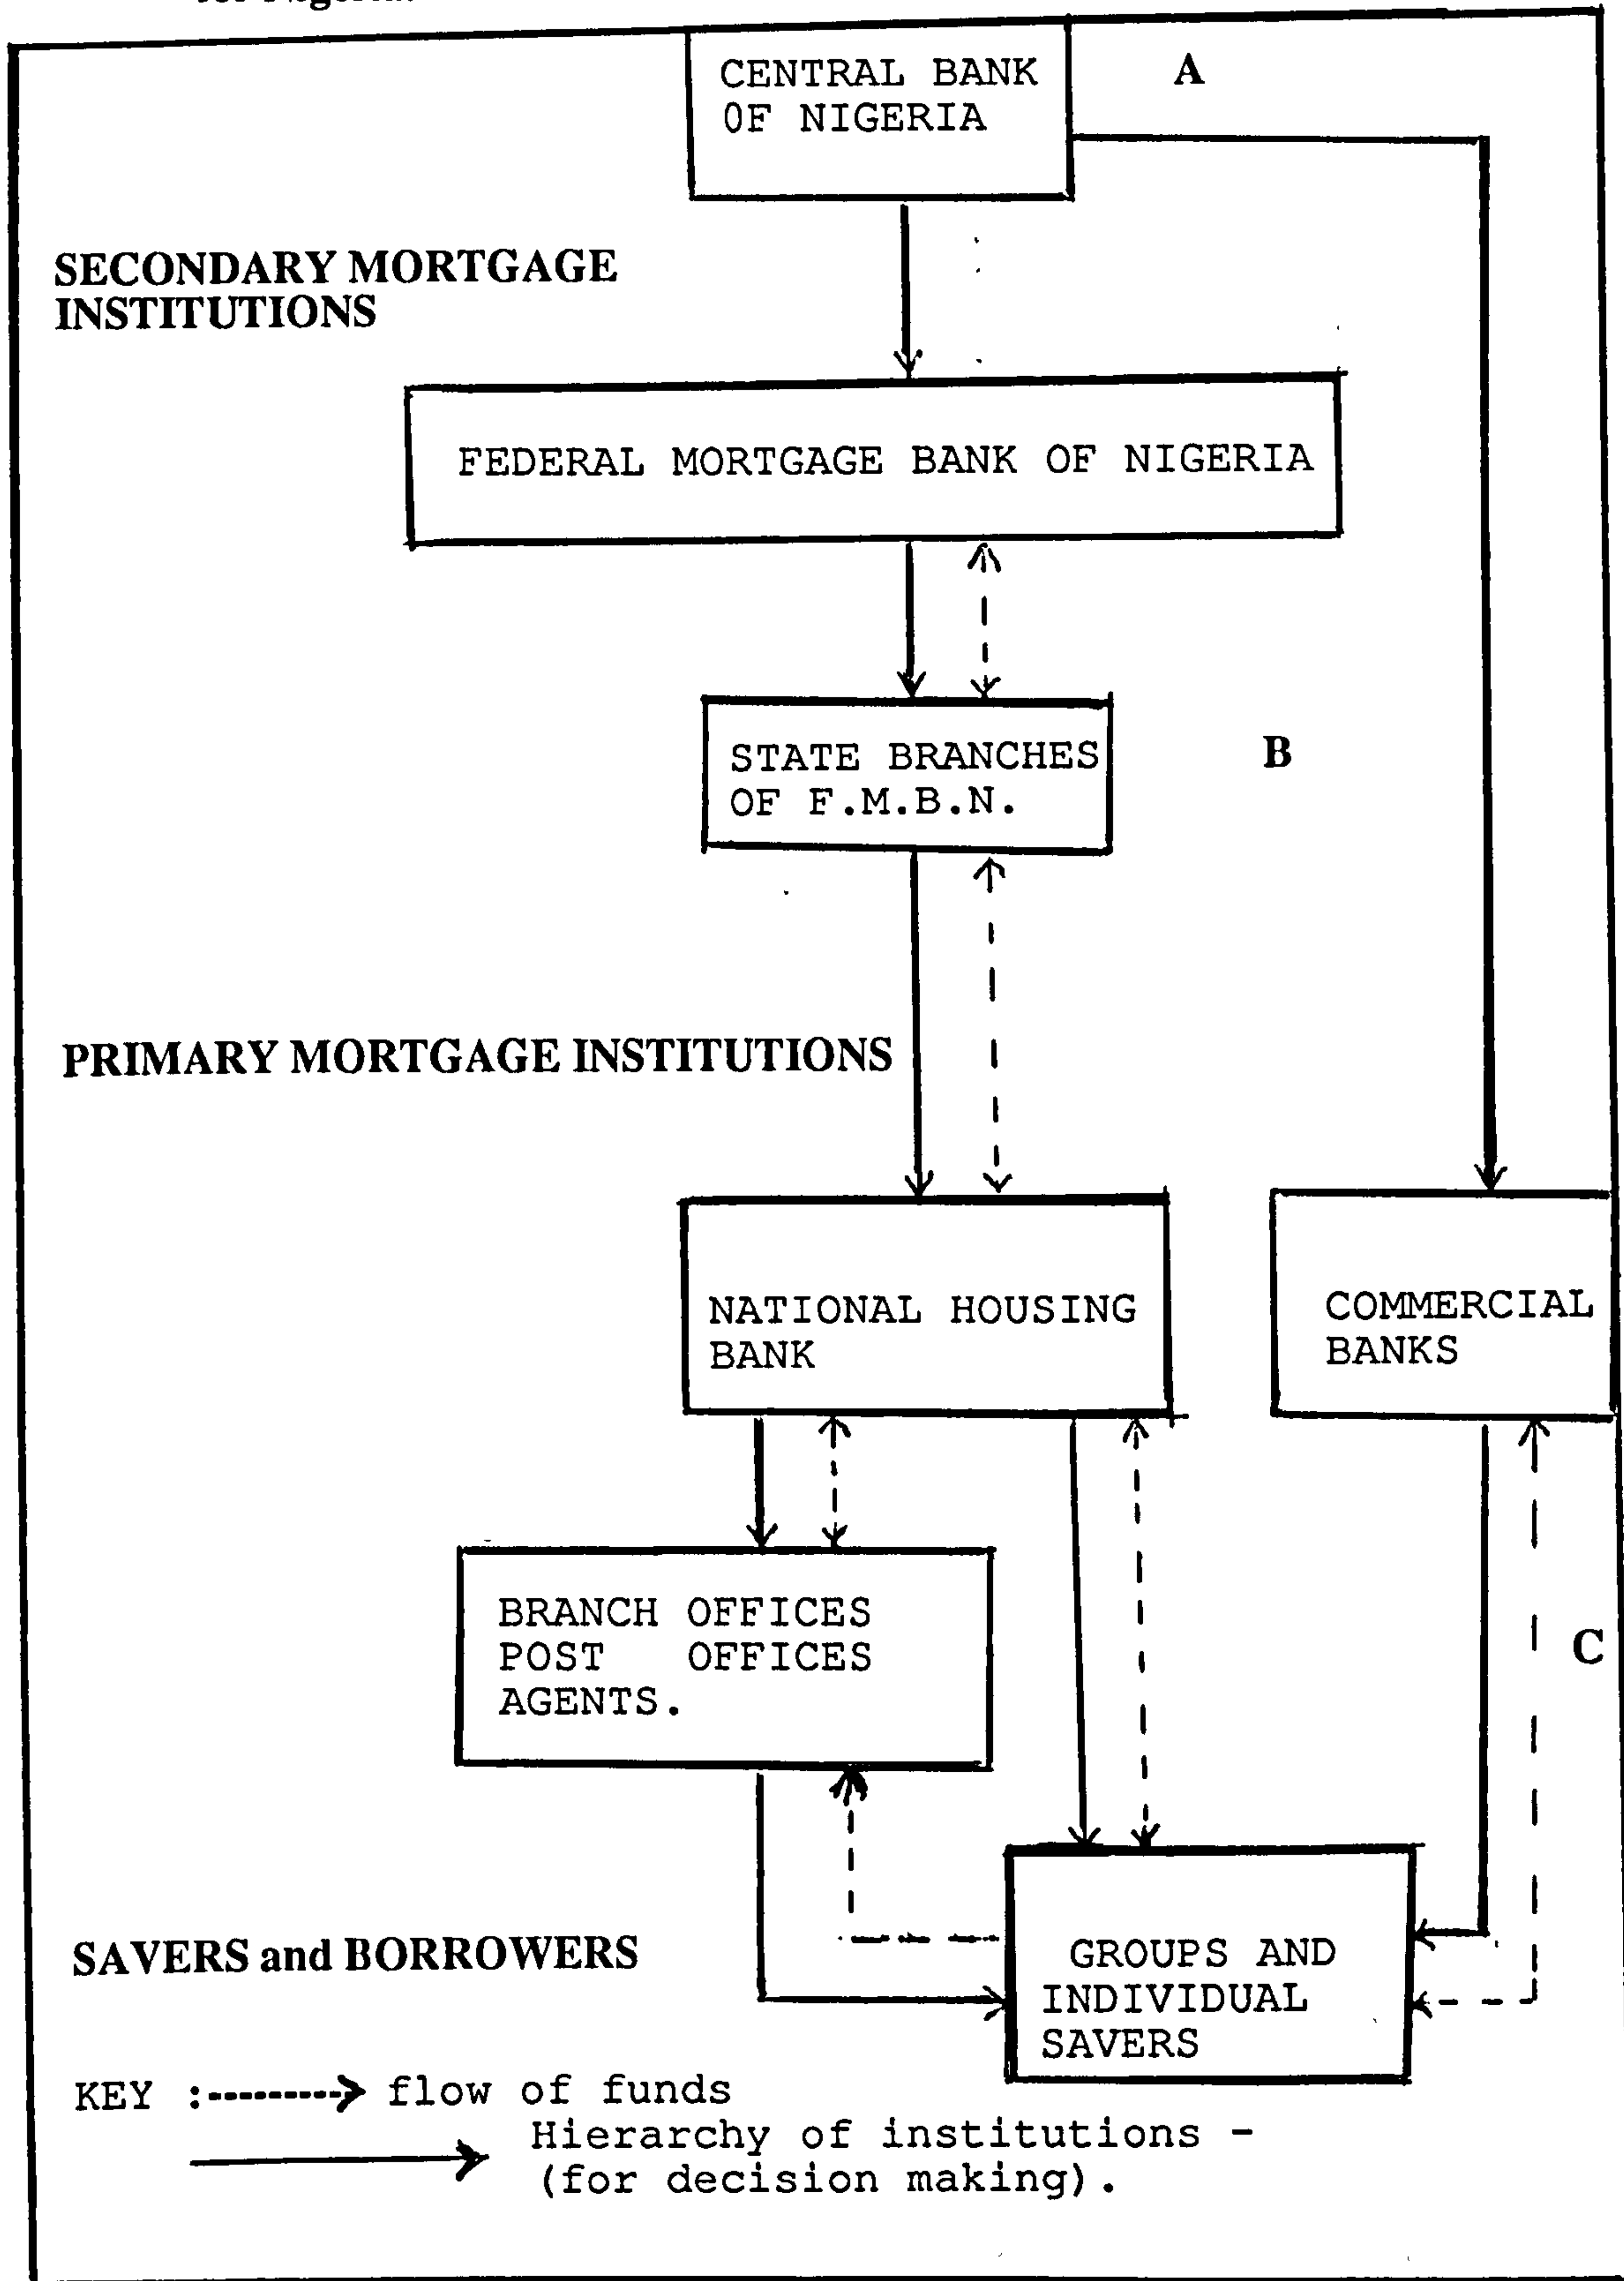 for Nigeria.
CENTRAL BANK
OF NIGERIA
A
SECONDARY MORTGAGE
INSTITUTIONS
FEDERAL MORTGAGE BANK OF NIGERIA
STATE BRANCHES
OF F.M.B.N.
B
PRIMARY MORTGAGE INSTITUTIONS
NATIONAL HOUSING
BANK
COMMERCIAL
BANKS
BRANCH OFFICES
POST OFFICES
AGENTS.
C
SAVERS and BORROWERS
GROUPS AND
INDIVIDUAL
SAVERS
KEY : flow of funds
Hierarchy of institutions -
(for decision making).